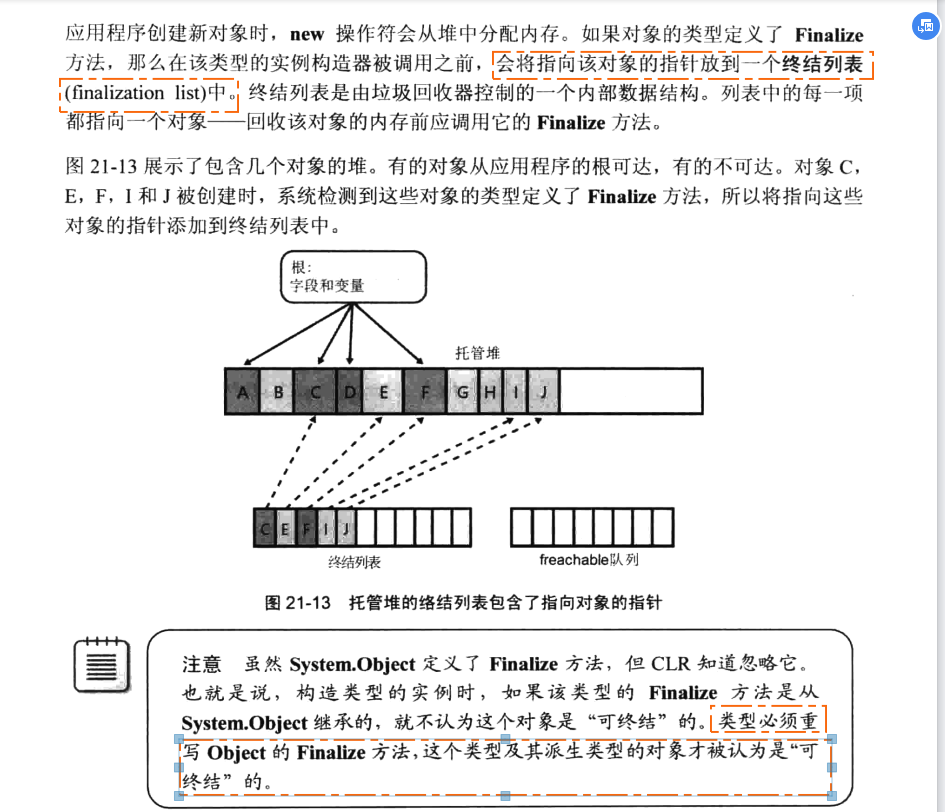 应用程序创建新对象时，new 操作符会从堆中分配内存。如果对象的类型定义了 Finalize
方法，那么在该类型的实例构造器被调用之前，会将指向该对象的指针放到一个终结列表
(finalization list)中。终结列表是由垃圾回收器控制的一个内部数据结构。列表中的每一项
都指向一个对象——回收该对象的内存前应调用它的 Finalize 方法。
图 21-13 展示了包含几个对象的堆。有的对象从应用程序的根可达，有的不可达。对象 C，
E，F，I 和 J 被创建时，系统检测到这些对象的类型定义了 Finalize 方法，所以将指向这些
对象的指针添加到终结列表中。
根：
字段和变量
托管堆
A B C D E F G H I J
C E F I J
终结列表
freachable队列
图 21-13 托管堆的络结列表包含了指向对象的指针
注意 虽然 System.Object 定义了 Finalize 方法，但 CLR 知道忽略它。
也就是说，构造类型的实例时，如果该类型的 Finalize 方法是从
System.Object 继承的，就不认为这个对象是“可终结”的。类型必须重
写 Object 的 Finalize 方法，这个类型及其派生类型的对象才被认为是“可
终结”的。